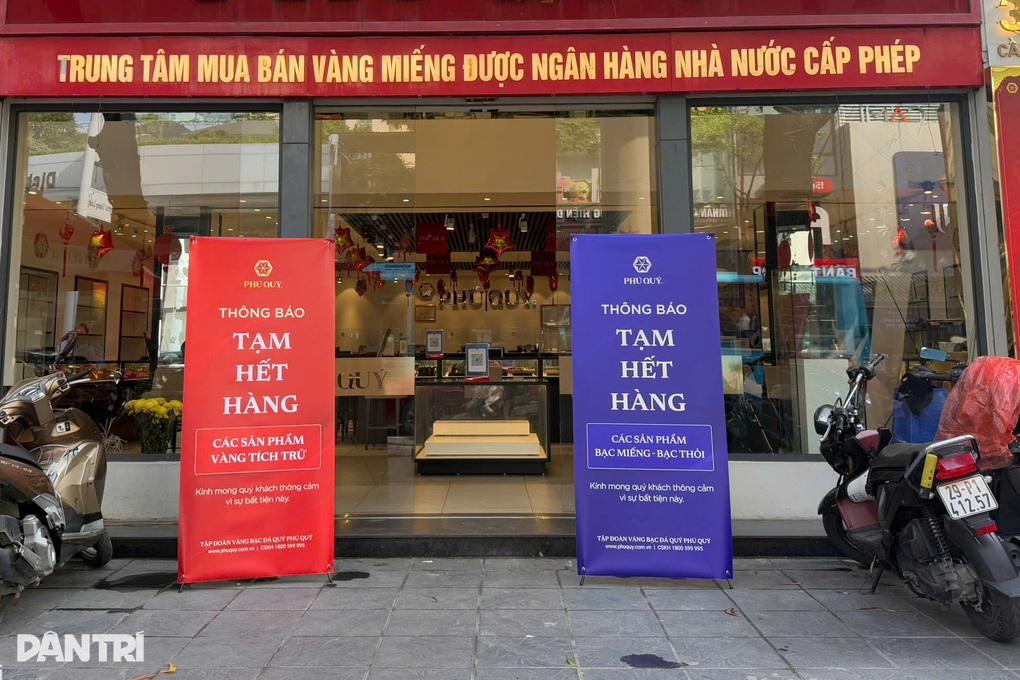 TRUNG TÂM MUA BÁN VÀNG MIẾNG ĐƯỢC NGÂN HÀNG NHÀ NƯỚC CẤP PHÉP
PHÚ QUÝ
QUÝ
PHÚ QUÝ
THÔNG BÁO
TẠM
HẾT
HÀNG
CÁC SẢN PHẨM
VÀNG TÍCH TRỮ
Kính mong quý khách thông cảm
vì sự bất tiện này.
TẬP ĐOÀN VÀNG BẠC ĐÁ QUÝ PHÚ QUÝ
www.phuquy.com.vn | CSKH 1800 599 995
PHÚ QUÝ
THÔNG BÁO
TẠM
HẾT
HÀNG
CÁC SẢN PHẨM
BẠC MIẾNG - BẠC THỎI
Kính mong quý khách thông cảm
vì sự bất tiện này.
TẬP ĐOÀN VÀNG BẠC ĐÁ QUÝ PHÚ QUÝ
www.phuquy.com.vn | CSKH 1800 599 995
29-P1
412.57
DÂN TRÍ